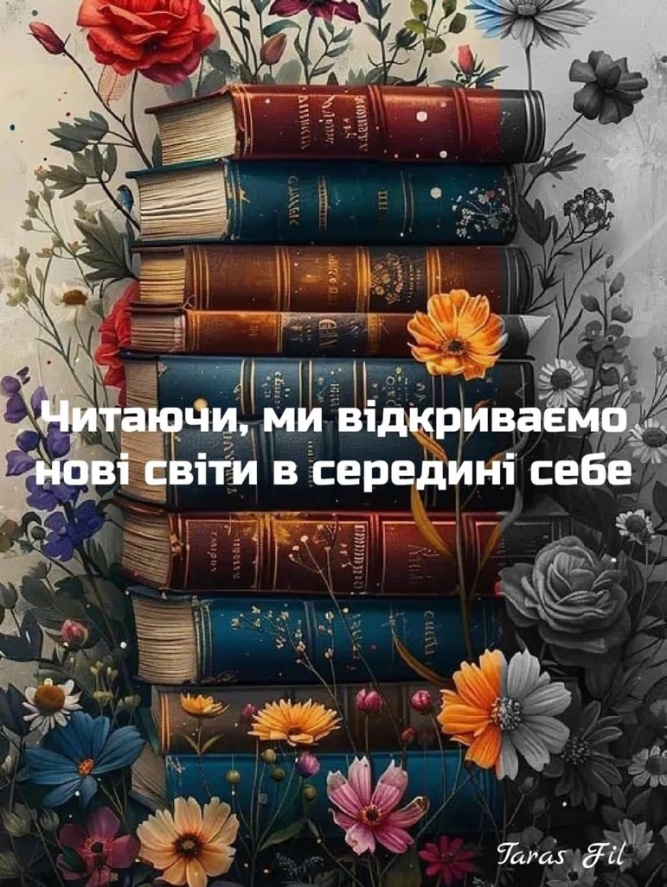 Читаючи, ми відкриваємо
нові світи в середині себе
Taras Fil